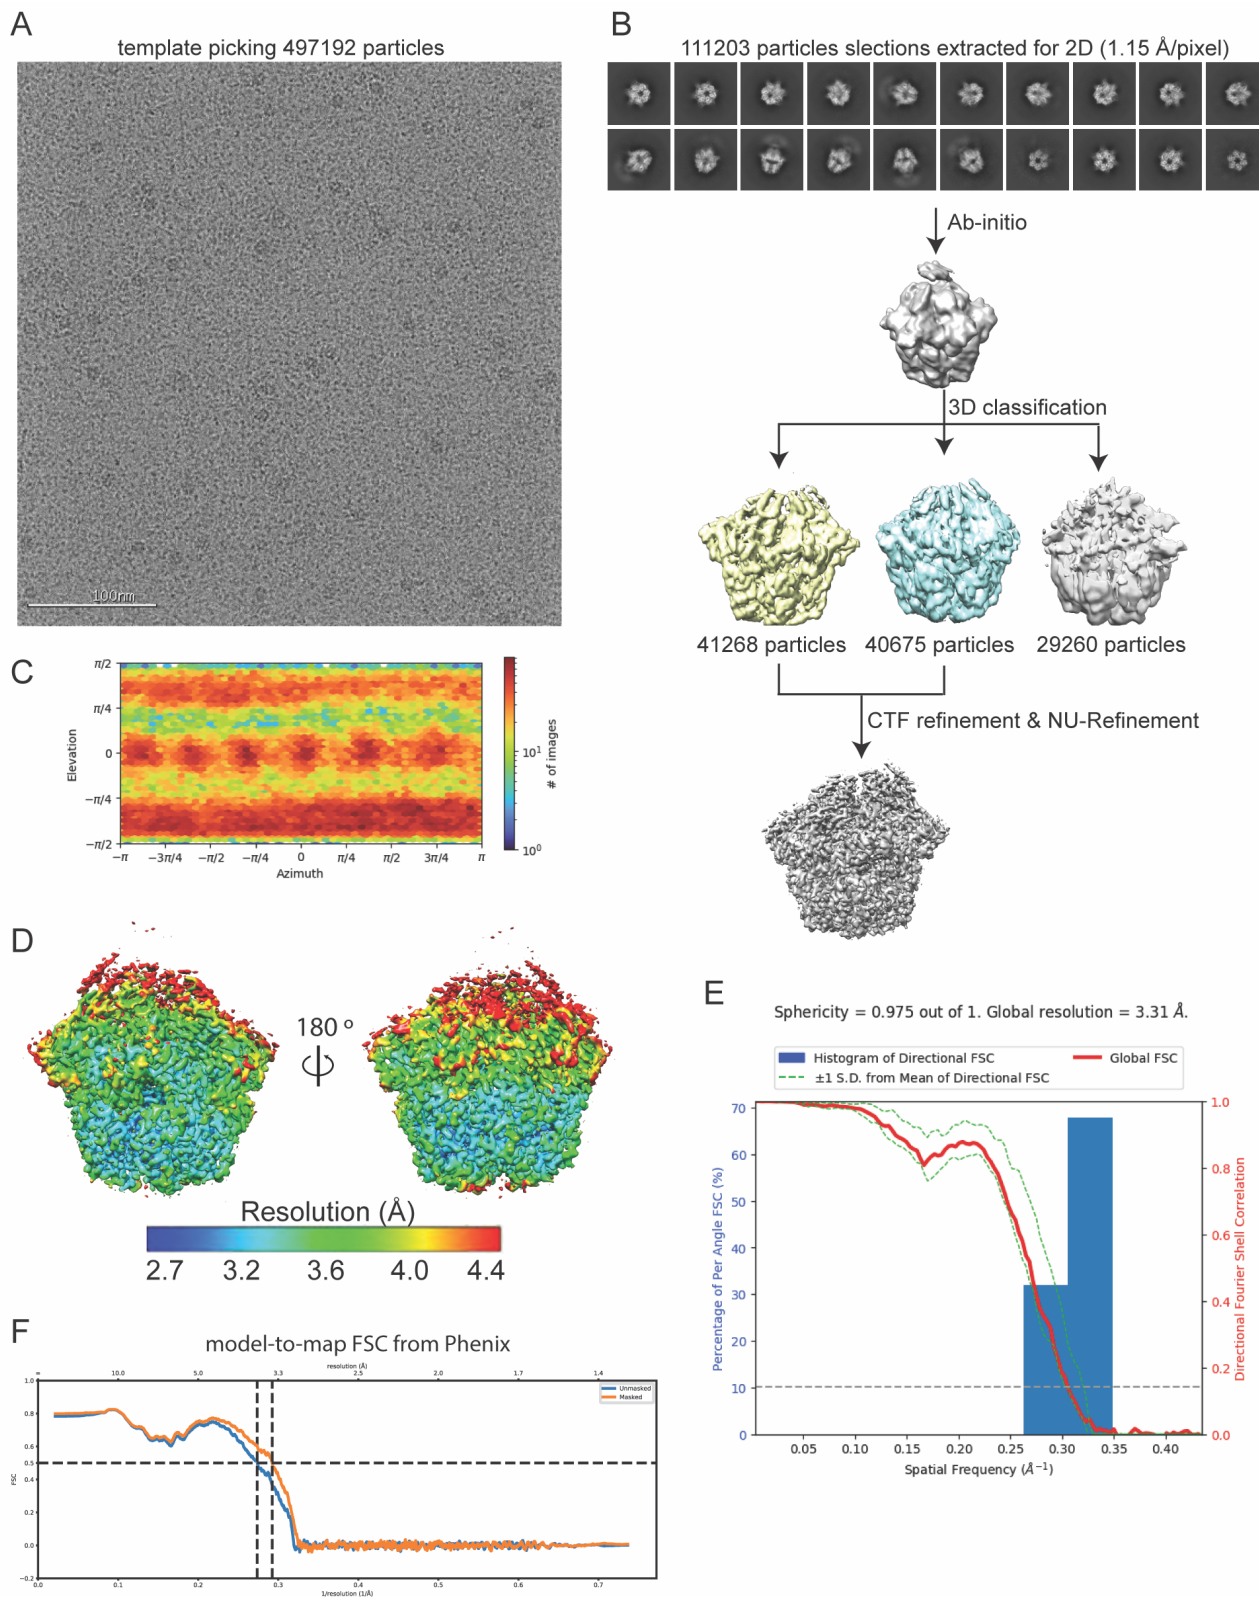 A
template picking 497192 particles
100nm
B
111203 particles slections extracted for 2D (1.15 Å/pixel)
Ab-initio
3D classification
41268 particles
40675 particles
29260 particles
CTF refinement & NU-Refinement
C
π/2
π/4
0
−π/4
−π/2
Elevation
−π
−3π/4
−π/2
−π/4
0
π/4
π/2
3π/4
π
Azimuth
10¹
10⁰
# of images
D
180 º
Resolution (Å)
2.7 3.2 3.6 4.0 4.4
E
Sphericity = 0.975 out of 1. Global resolution = 3.31 Å.
Histogram of Directional FSC
±1 S.D. from Mean of Directional FSC
Global FSC
70
60
50
40
30
20
10
0
Percentage of Per Angle FSC (%)
1.0
0.8
0.6
0.4
0.2
0.0
Directional Fourier Shell Correlation
0.05 0.10 0.15 0.20 0.25 0.30 0.35 0.40
Spatial Frequency (Å⁻¹)
F
model-to-map FSC from Phenix
resolution (Å)
∞ 10.0 5.0 3.3 2.5 2.0 1.7 1.4
Unmasked
Masked
1.0
0.8
0.6
0.5
0.4
0.2
0.0
−0.2
FSC
0.0 0.1 0.2 0.3 0.4 0.5 0.6 0.7
1/resolution (1/Å)